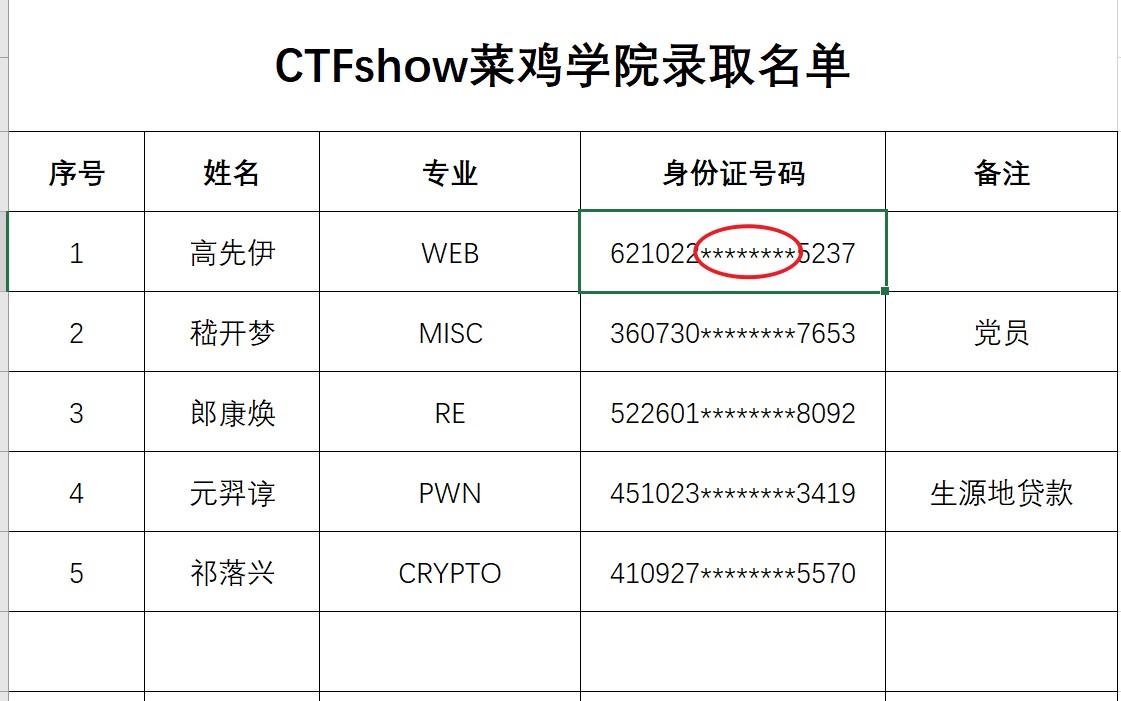 CTFshow菜鸡学院录取名单
序号 姓名 专业 身份证号码 备注
1 高先伊 WEB 621022********5237
2 嵇开梦 MISC 360730********7653 党员
3 郎康焕 RE 522601********8092
4 元羿谆 PWN 451023********3419 生源地贷款
5 祁落兴 CRYPTO 410927********5570